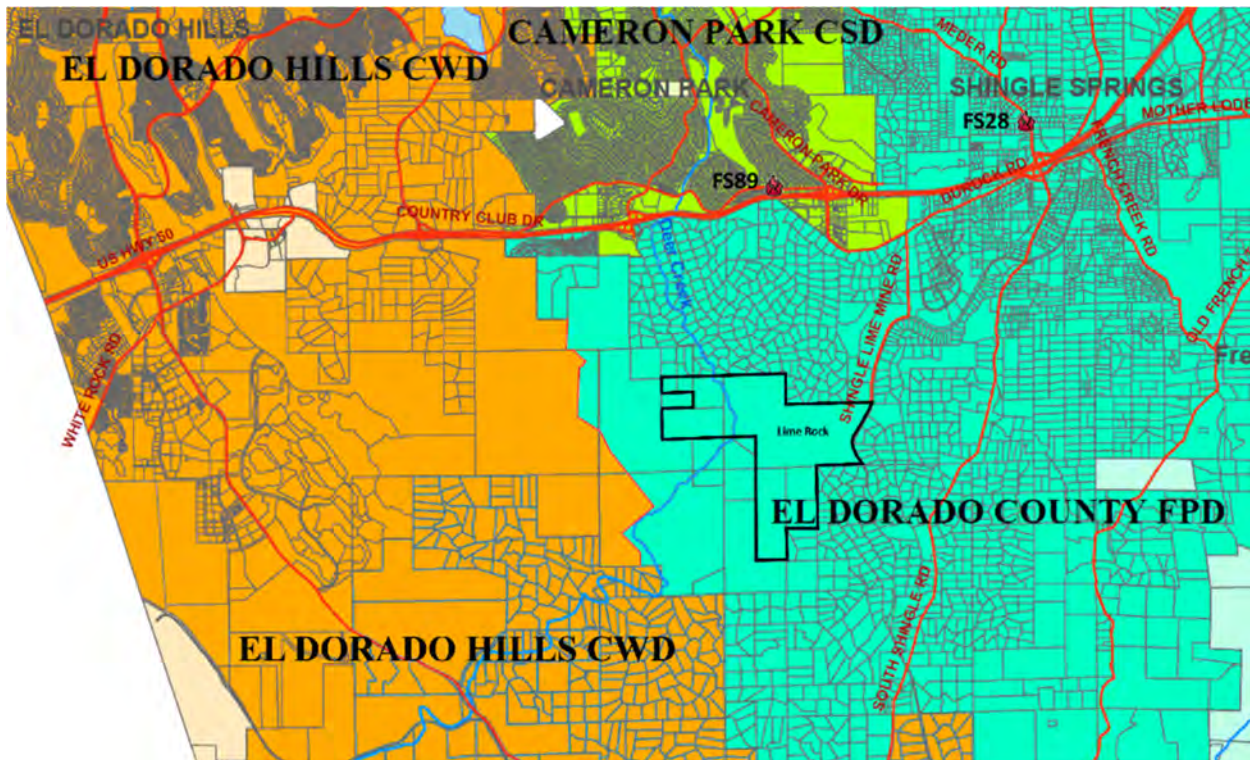 EL DORADO HILLS
CAMERON PARK CSD
EL DORADO HILLS CWD
MEDER RD
CAMERON PARK
SHINGLE SPRINGS
MOTHER LODE
FS28
CAMERON PARK DR
FRENCH CREEK RD
FS89
DUROCK RD
COUNTRY CLUB DR
US HWY 50
Deer Creek
SHINGLE LIME MINE RD
OLD FRENCH
Fre
WHITE ROCK RD
Lime Rock
EL DORADO COUNTY FPD
SOUTH SHINGLE RD
EL DORADO HILLS CWD